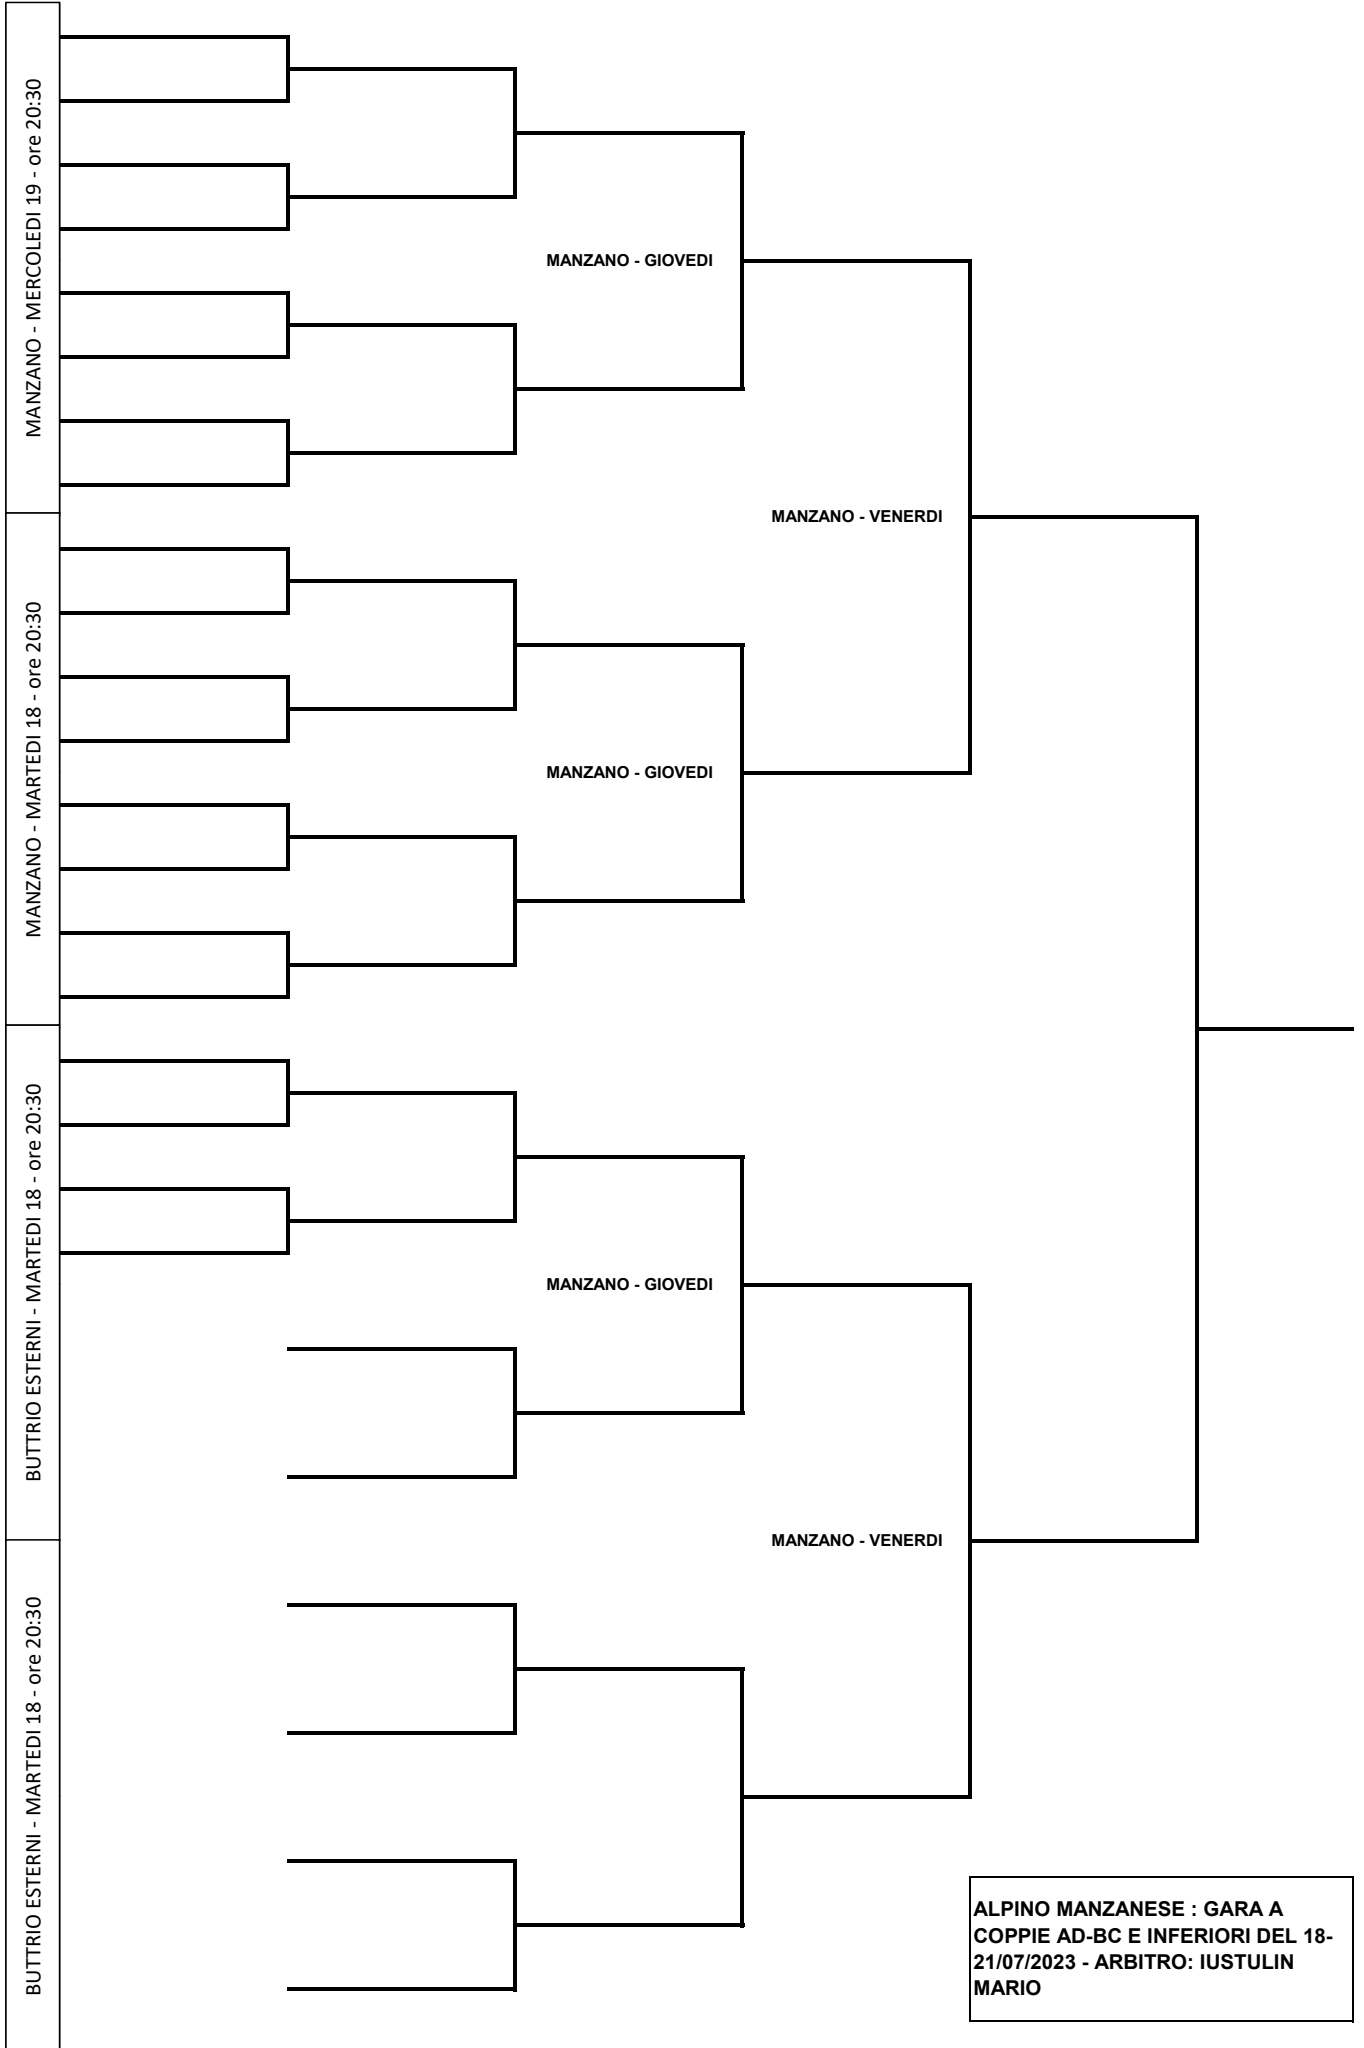 MANZANO - MERCOLEDI 19 - ore 20:30
MANZANO - GIOVEDI
MANZANO - VENERDI
MANZANO - MARTEDI 18 - ore 20:30
MANZANO - GIOVEDI
BUTTRIO ESTERNI - MARTEDI 18 - ore 20:30
MANZANO - GIOVEDI
MANZANO - VENERDI
BUTTRIO ESTERNI - MARTEDI 18 - ore 20:30
ALPINO MANZANESE : GARA A
COPPIE AD-BC E INFERIORI DEL 18-
21/07/2023 - ARBITRO: IUSTULIN
MARIO